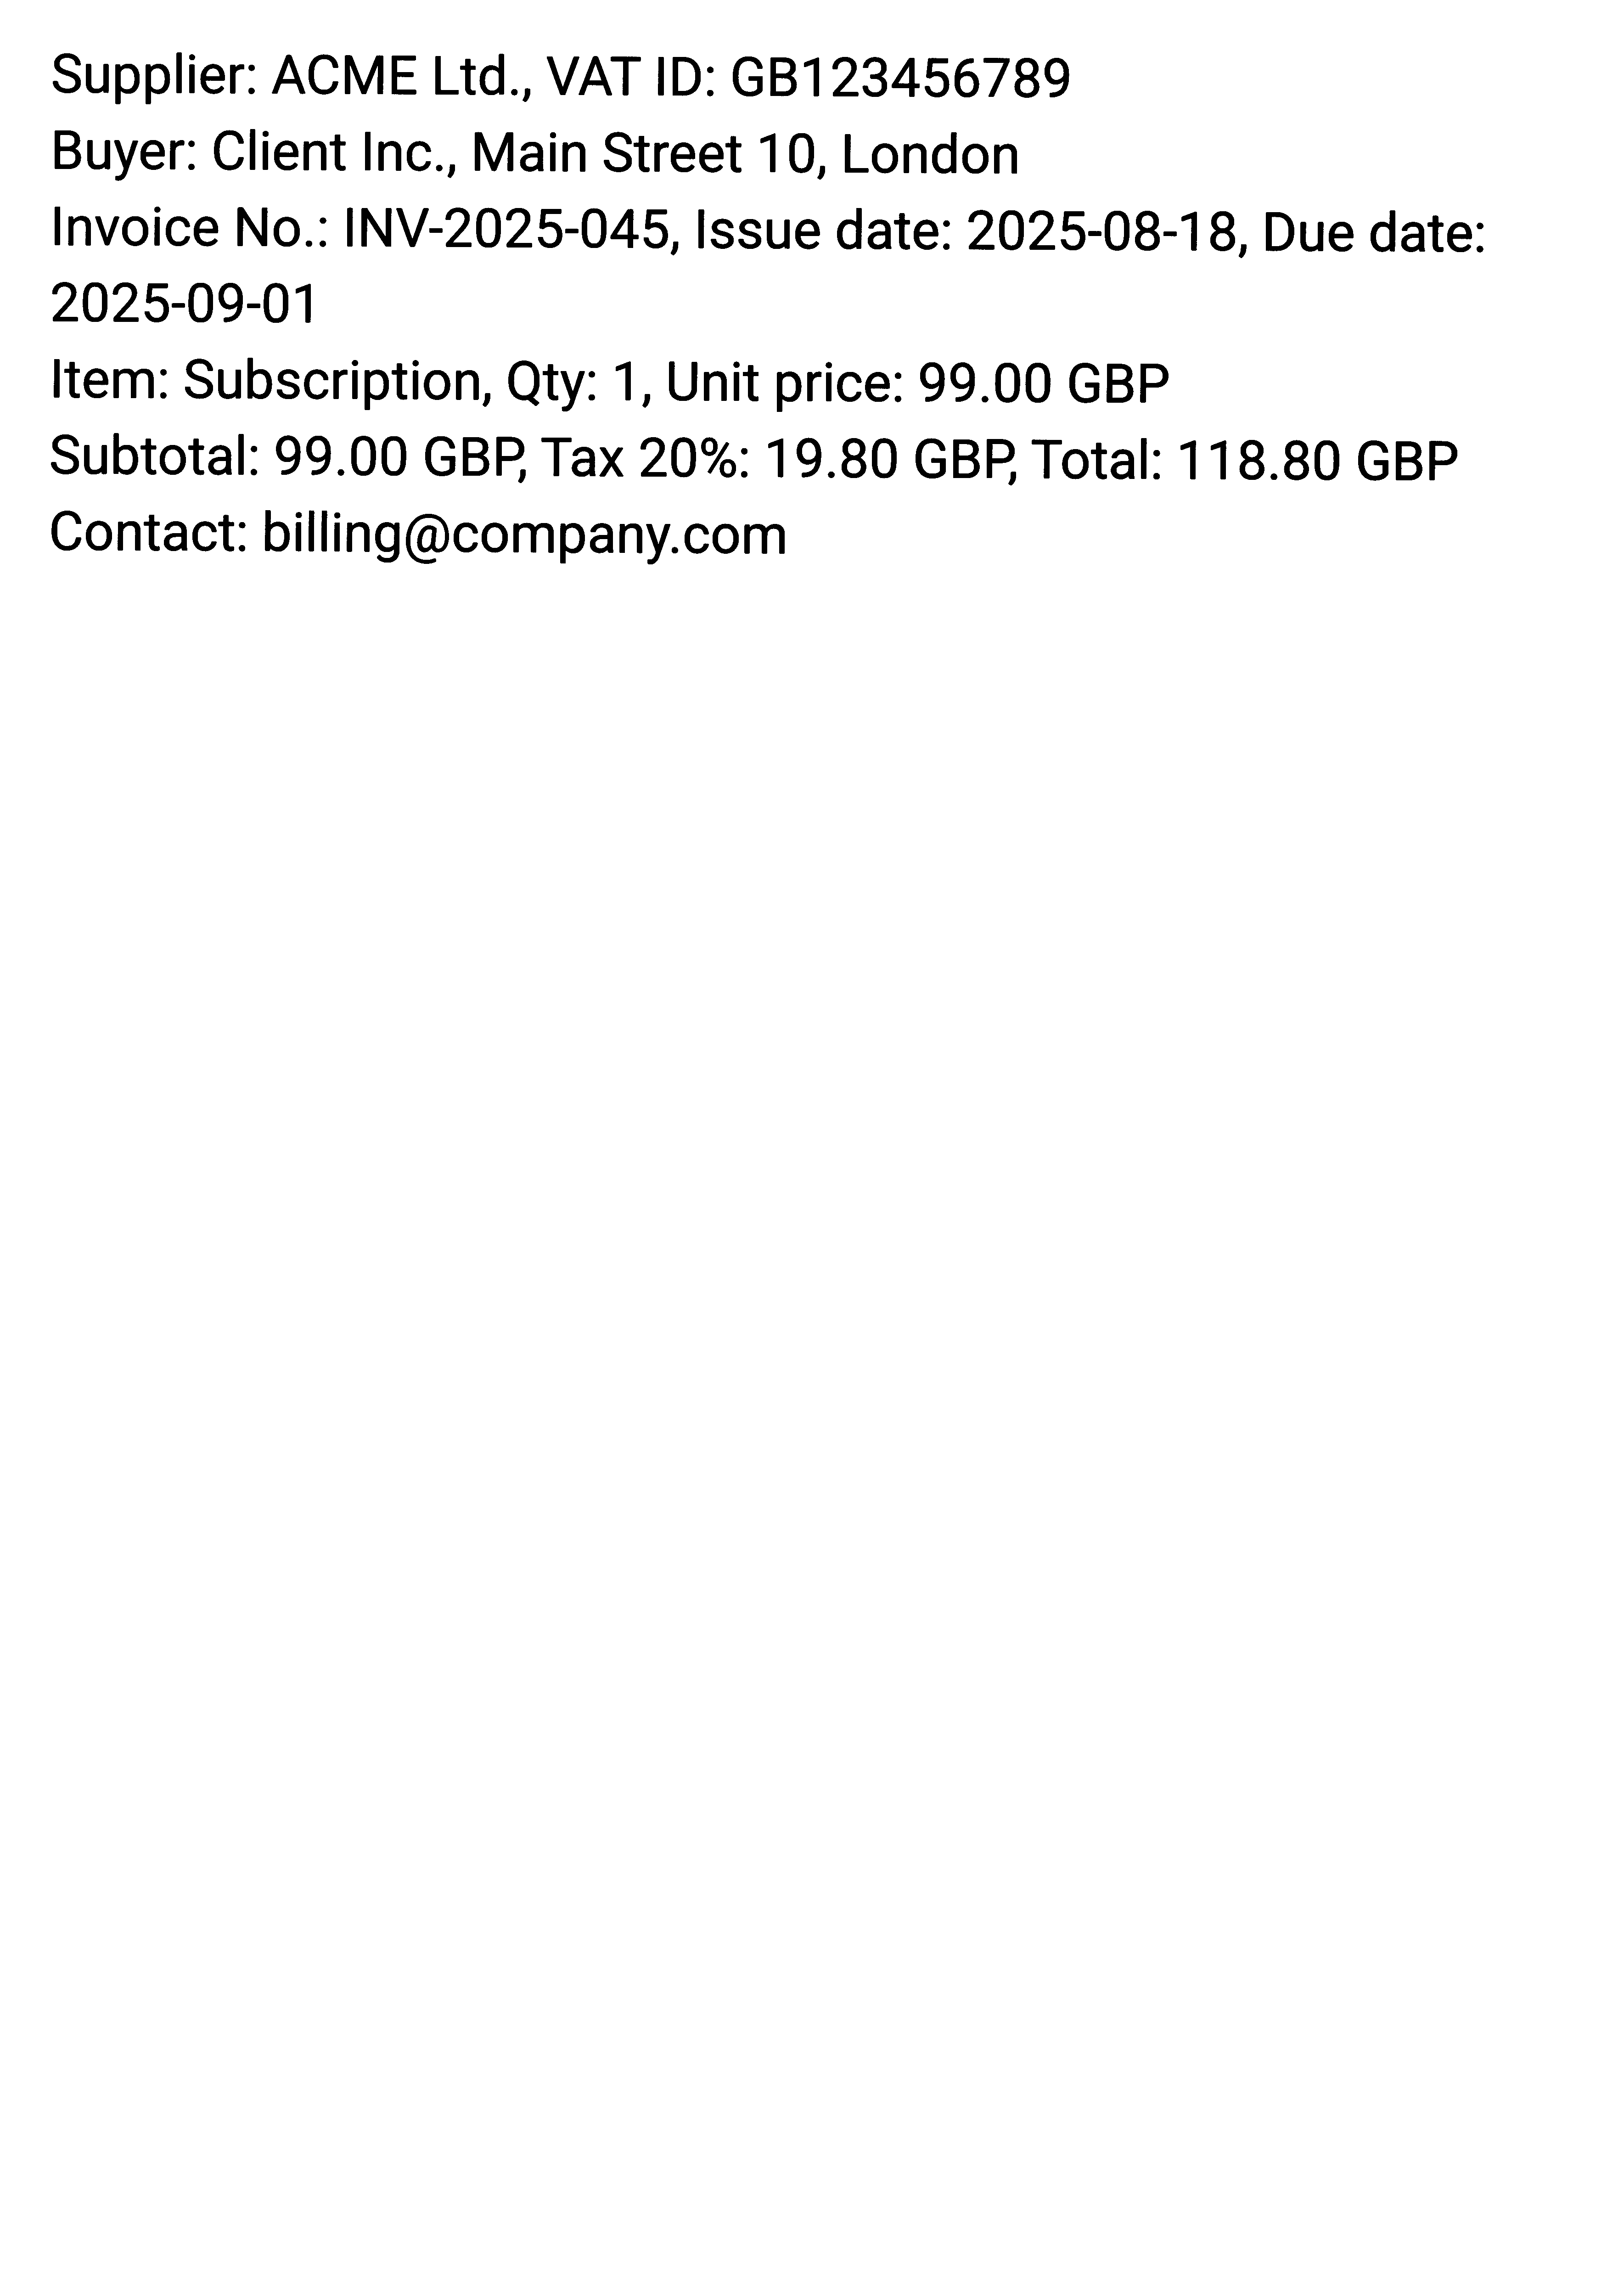 Supplier: ACME Ltd., VAT ID: GB123456789
Buyer: Client Inc., Main Street 10, London
Invoice No.: INV-2025-045, Issue date: 2025-08-18, Due date:
2025-09-01
Item: Subscription, Qty: 1, Unit price: 99.00 GBP
Subtotal: 99.00 GBP, Tax 20%: 19.80 GBP, Total: 118.80 GBP
Contact: billing@company.com